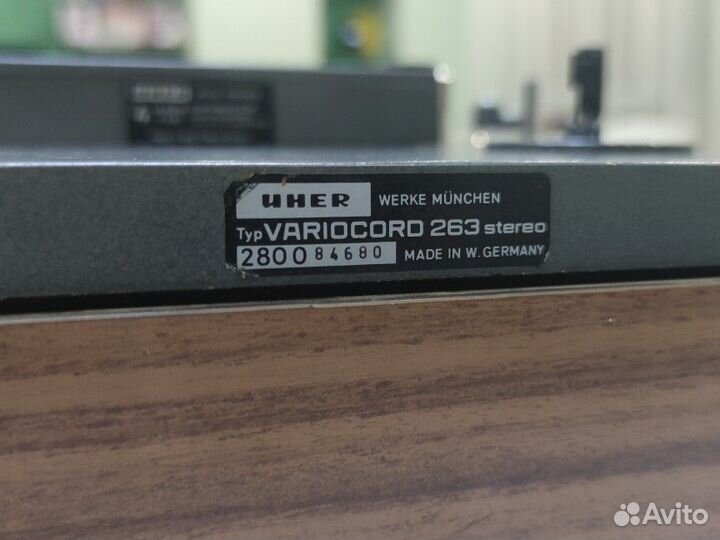 UHER WERKE MÜNCHEN
Typ VARIOCORD 263 stereo
2800 84680 MADE IN W. GERMANY
Avito